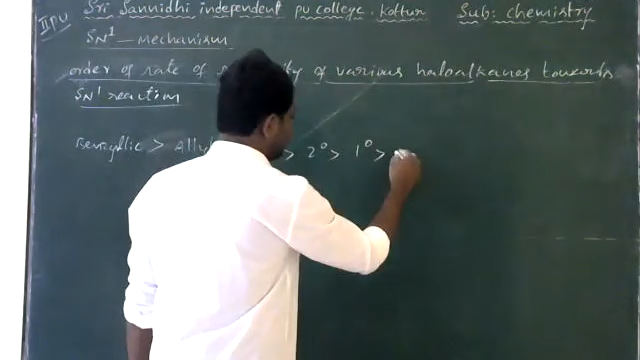 II PU Sri Sannidhi independent pu college. Kottur Sub: chemistry
SN¹ - mechanism
order of rate of of various haloalkanes towards
SN¹ reaction
Benzyllic > Ally > 2° > 1° >